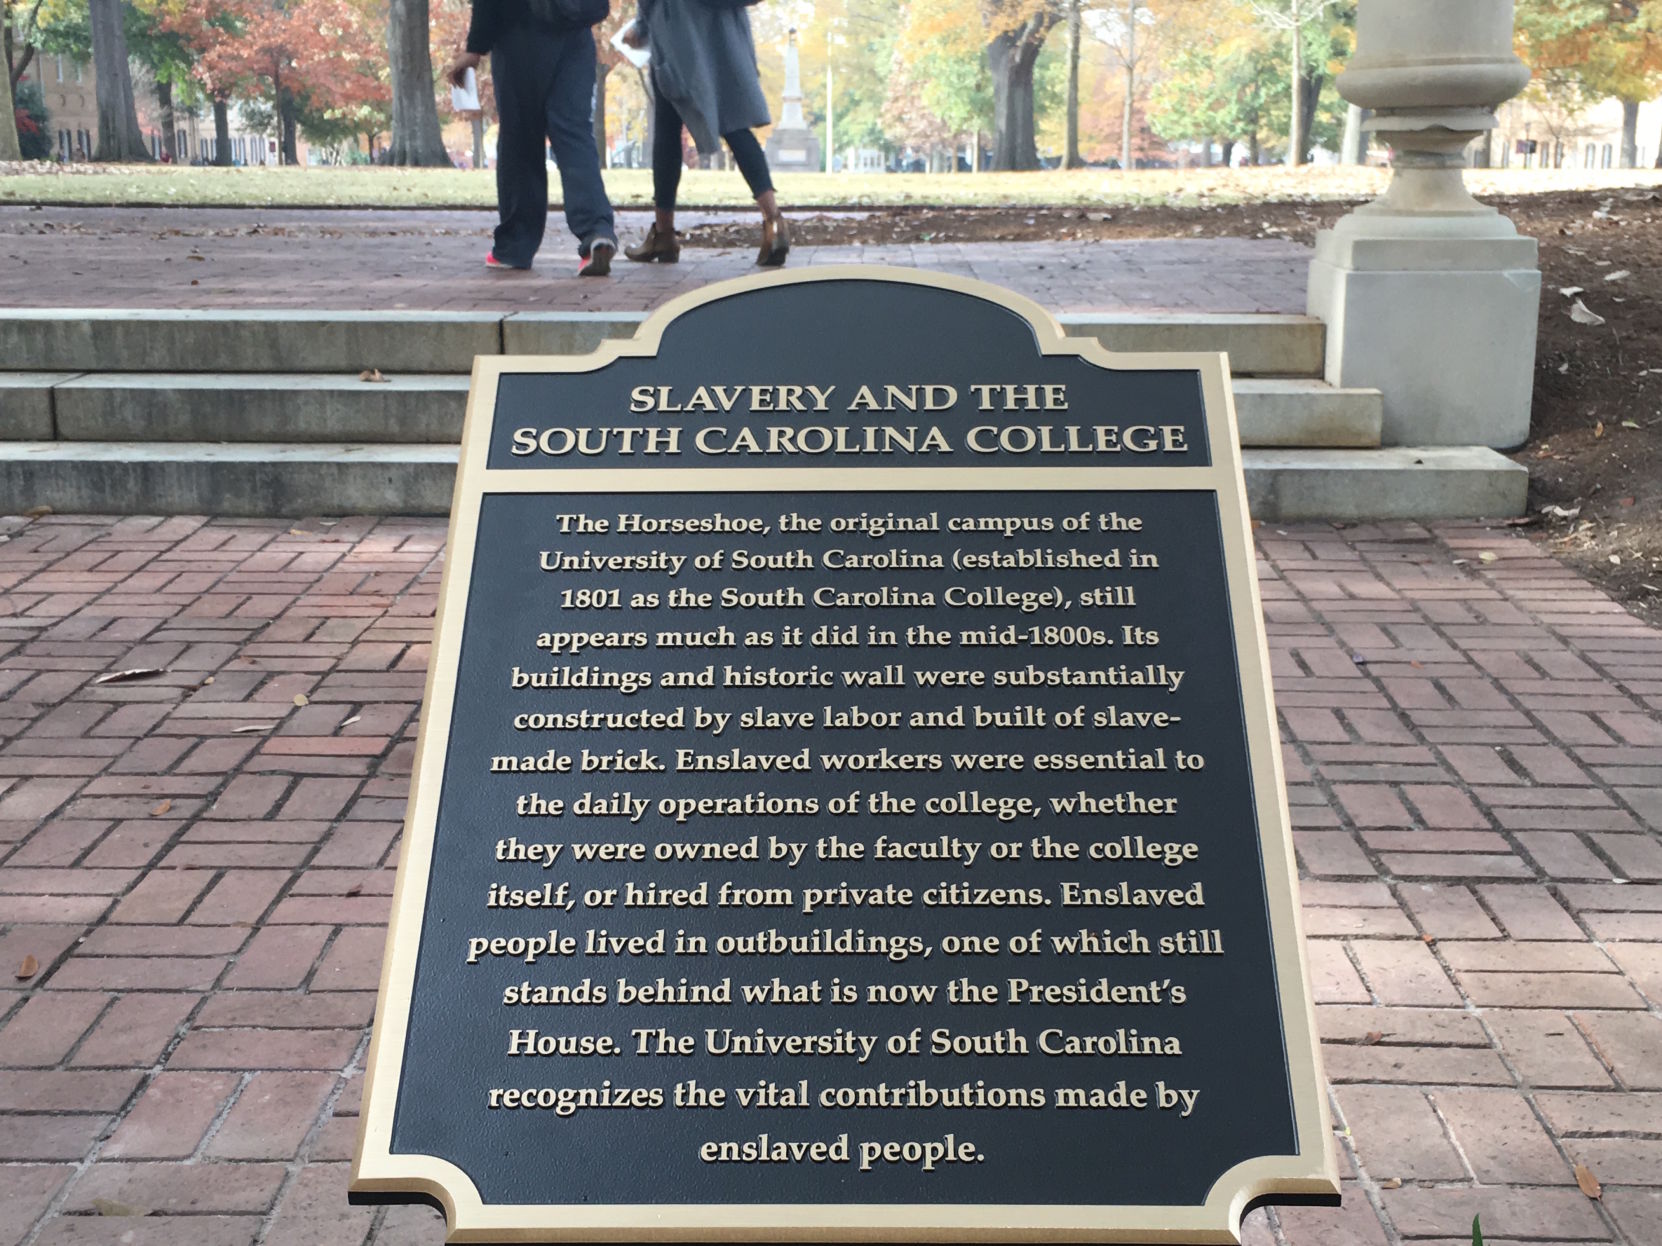 SLAVERY AND THE
SOUTH CAROLINA COLLEGE
The Horseshoe, the original campus of the
University of South Carolina (established in
1801 as the South Carolina College), still
appears much as it did in the mid-1800s. Its
buildings and historic wall were substantially
constructed by slave labor and built of slave-
made brick. Enslaved workers were essential to
the daily operations of the college, whether
they were owned by the faculty or the college
itself, or hired from private citizens. Enslaved
people lived in outbuildings, one of which still
stands behind what is now the President's
House. The University of South Carolina
recognizes the vital contributions made by
enslaved people.